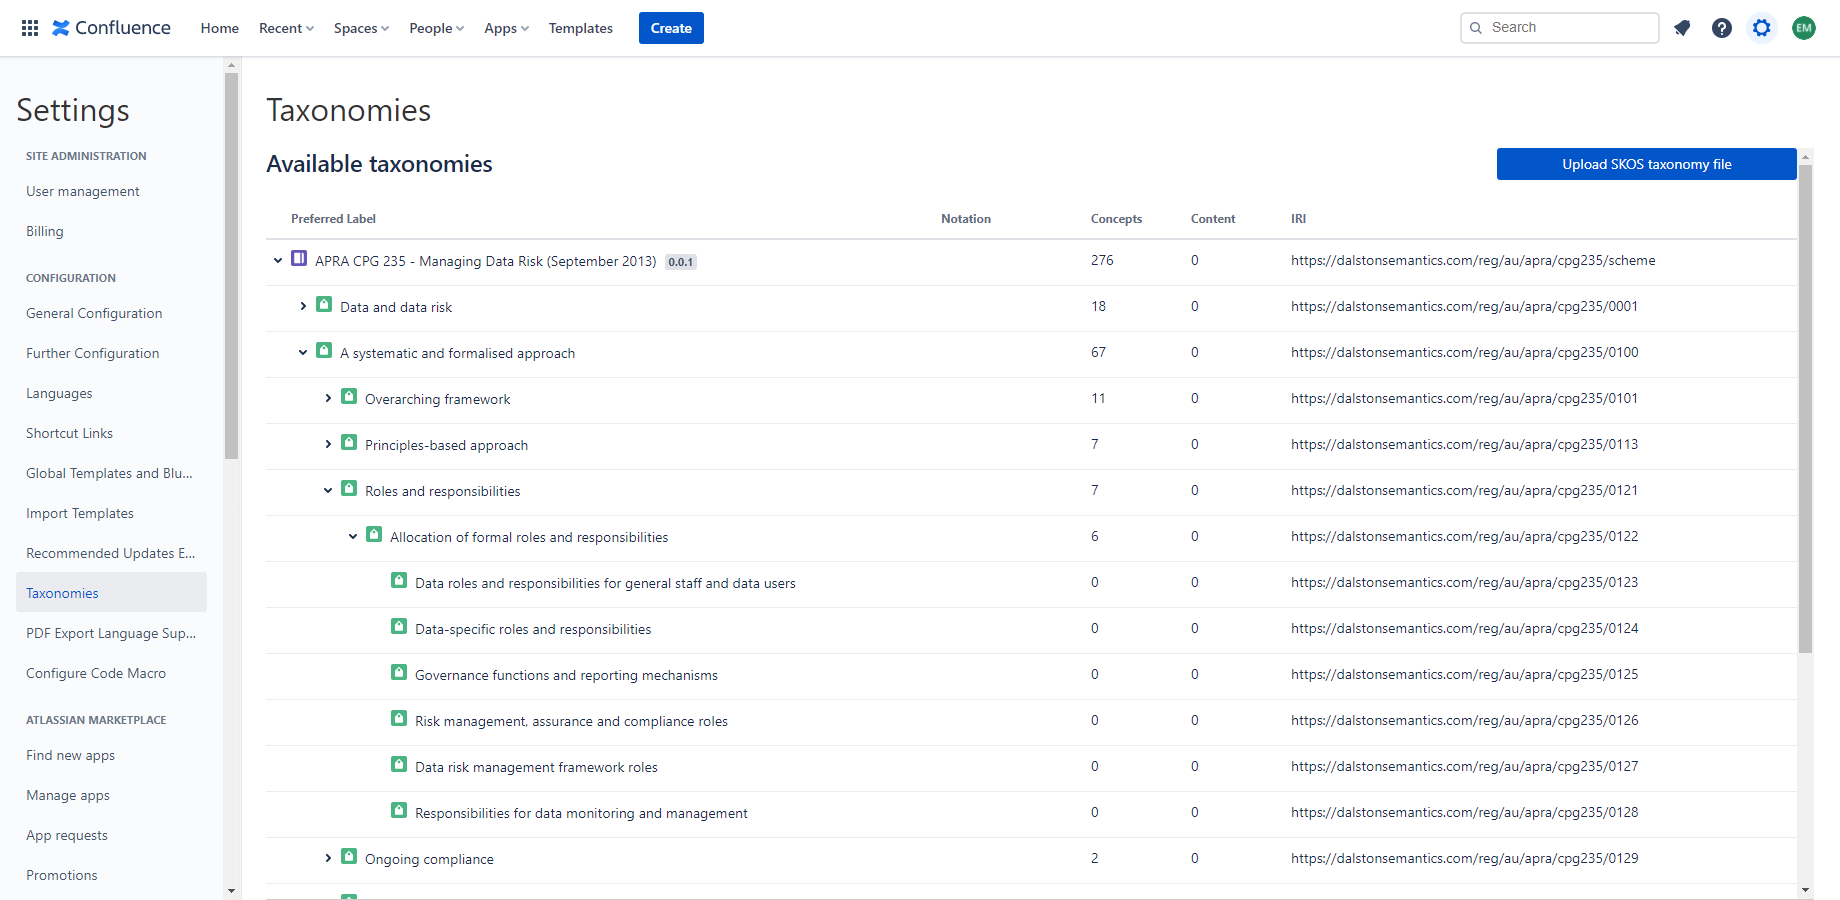 Confluence Home Recent Spaces People Apps Templates Create Search EM
Settings
SITE ADMINISTRATION
User management
Billing
CONFIGURATION
General Configuration
Further Configuration
Languages
Shortcut Links
Global Templates and Blu...
Import Templates
Recommended Updates E...
Taxonomies
PDF Export Language Sup...
Configure Code Macro
ATLASSIAN MARKETPLACE
Find new apps
Manage apps
App requests
Promotions
Taxonomies
Available taxonomies Upload SKOS taxonomy file
Preferred Label Notation Concepts Content IRI
APRA CPG 235 - Managing Data Risk (September 2013) 0.0.1 276 0 https://dalstonsemantics.com/reg/au/apra/cpg235/scheme
Data and data risk 18 0 https://dalstonsemantics.com/reg/au/apra/cpg235/0001
A systematic and formalised approach 67 0 https://dalstonsemantics.com/reg/au/apra/cpg235/0100
Overarching framework 11 0 https://dalstonsemantics.com/reg/au/apra/cpg235/0101
Principles-based approach 7 0 https://dalstonsemantics.com/reg/au/apra/cpg235/0113
Roles and responsibilities 7 0 https://dalstonsemantics.com/reg/au/apra/cpg235/0121
Allocation of formal roles and responsibilities 6 0 https://dalstonsemantics.com/reg/au/apra/cpg235/0122
Data roles and responsibilities for general staff and data users 0 0 https://dalstonsemantics.com/reg/au/apra/cpg235/0123
Data-specific roles and responsibilities 0 0 https://dalstonsemantics.com/reg/au/apra/cpg235/0124
Governance functions and reporting mechanisms 0 0 https://dalstonsemantics.com/reg/au/apra/cpg235/0125
Risk management, assurance and compliance roles 0 0 https://dalstonsemantics.com/reg/au/apra/cpg235/0126
Data risk management framework roles 0 0 https://dalstonsemantics.com/reg/au/apra/cpg235/0127
Responsibilities for data monitoring and management 0 0 https://dalstonsemantics.com/reg/au/apra/cpg235/0128
Ongoing compliance 2 0 https://dalstonsemantics.com/reg/au/apra/cpg235/0129